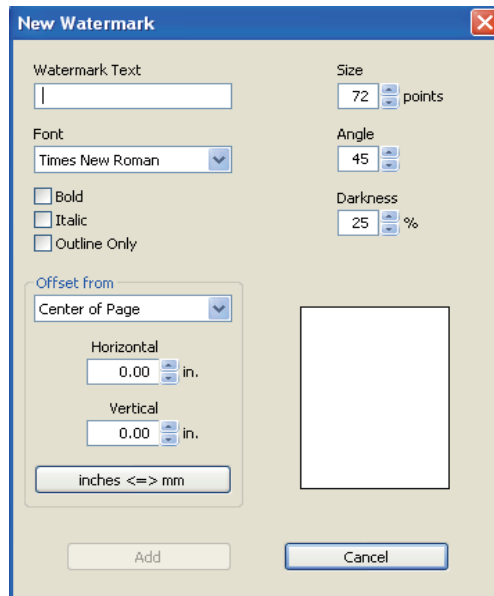 New Watermark
Watermark Text
Size
72 points
Font
Times New Roman
Angle
45
Bold
Italic
Outline Only
Darkness
25 %
Offset from
Center of Page
Horizontal
0.00 in.
Vertical
0.00 in.
inches <=> mm
Add
Cancel